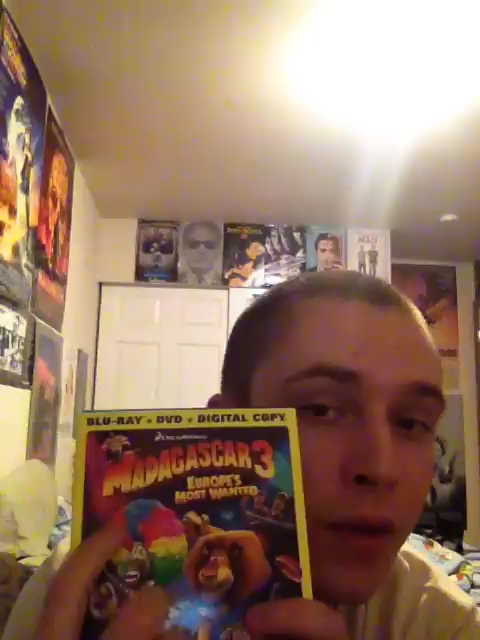 BLU-RAY + DVD + DIGITAL COPY
DREAMWORKS
MADAGASCAR 3
EUROPE'S
MOST WANTED